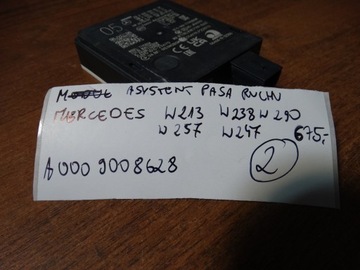 ASYSTENT PASA RUCHU
MERCEDES W213 W238 W290
W257 W247 675,-
A000 9008628
2